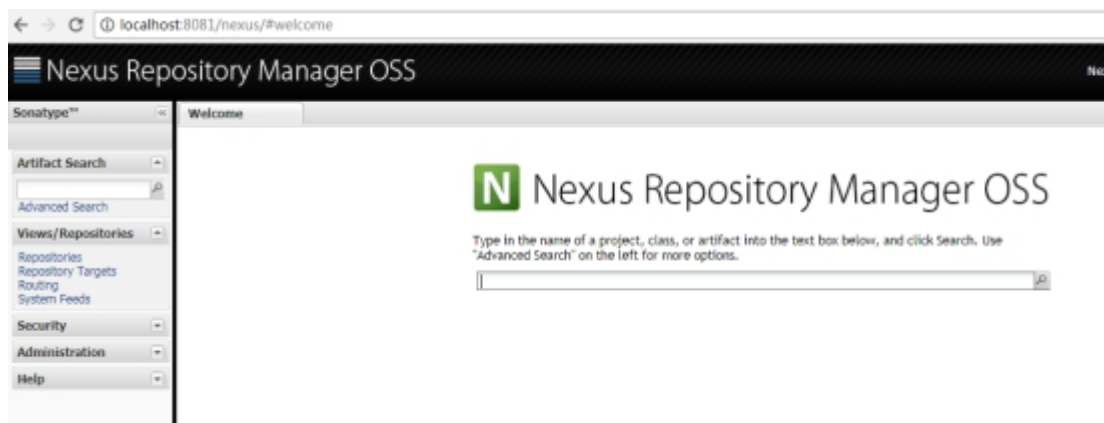 localhost:8081/nexus/#welcome
Nexus Repository Manager OSS
Ne
Sonatype™
Welcome
Artifact Search
Advanced Search
Views/Repositories
Repositories
Repository Targets
Routing
System Feeds
Security
Administration
Help
N Nexus Repository Manager OSS
Type in the name of a project, class, or artifact into the text box below, and click Search. Use
"Advanced Search" on the left for more options.